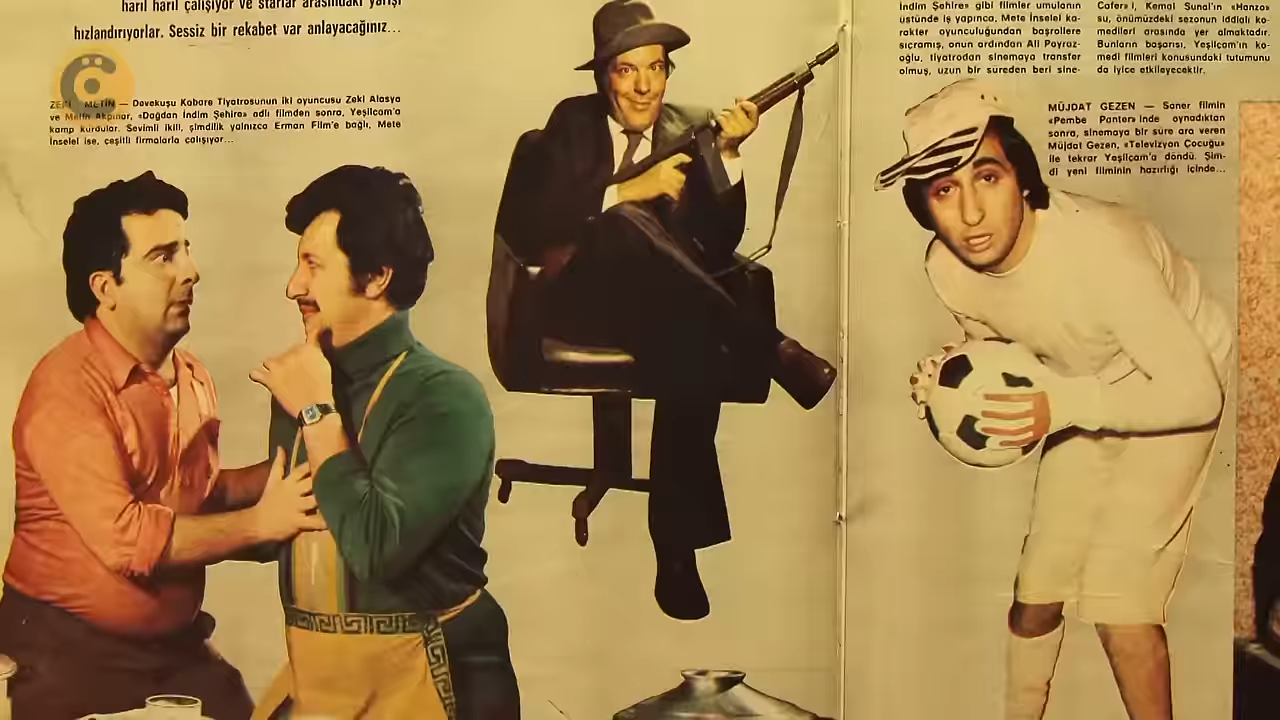 harıl harıl çalışıyor ve starlar arasındaki yarışı
hızlandırıyorlar. Sessiz bir rekabet var anlayacağınız...
ZEKİ METİN — Devekuşu Kabare Tiyatrosunun iki oyuncusu Zeki Alasya
ve Metin Akpınar, «Dağdan İndim Şehire» adlı filmden sonra, Yeşilçam'a
kamp kurdular. Sevimli ikili, şimdilik yalnızca Erman Film'e bağlı, Mete
İnselel ise, çeşitli firmalarla çalışıyor...
İndim Şehire» gibi filmler umulanın
üstünde iş yapınca, Mete İnselel ka-
rakter oyunculuğundan başrollere
sıçramış, onun ardından Ali Poyraz-
oğlu, tiyatrodan sinemaya transfer
olmuş, uzun bir süreden beri sine-
Cafer» i, Kemal Sunal'ın «Hanzo»
su, önümüzdeki sezonun iddialı ko-
medileri arasında yer almaktadır.
Bunların başarısı, Yeşilçam'ın ko-
medi filmleri konusundaki tutumunu
da iyice etkileyecektir.
MÜJDAT GEZEN — Saner filmin
«Pembe Panter» inde oynadıktan
sonra, sinemaya bir süre ara veren
Müjdat Gezen, «Televizyon Çocuğu»
ile tekrar Yeşilçam'a döndü. Şim-
di yeni filminin hazırlığı içinde...